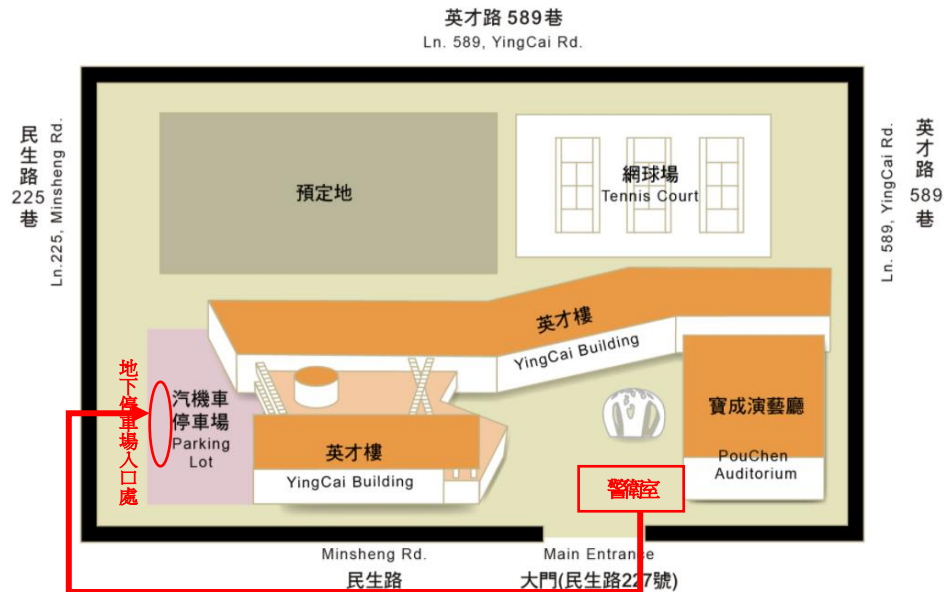 英才路 589巷
Ln. 589, YingCai Rd.
民生路225巷
Ln.225, Minsheng Rd.
英才路589巷
Ln. 589, YingCai Rd.
預定地
網球場
Tennis Court
英才樓
YingCai Building
地下停車場入口處
汽機車
停車場
Parking
Lot
英才樓
YingCai Building
寶成演藝廳
PouChen
Auditorium
警衛室
Minsheng Rd.
民生路
Main Entrance
大門(民生路227號)